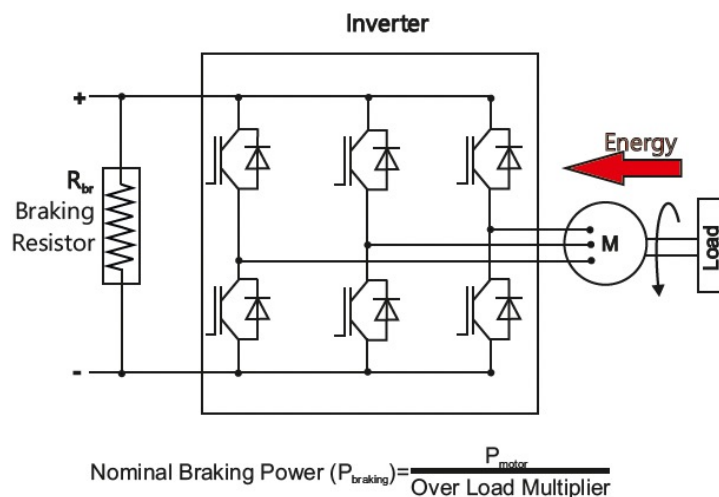 Inverter
+
Energy
R_br
Braking
Resistor
M
Load
-
Nominal Braking Power (P_braking)= P_motor
Over Load Multiplier